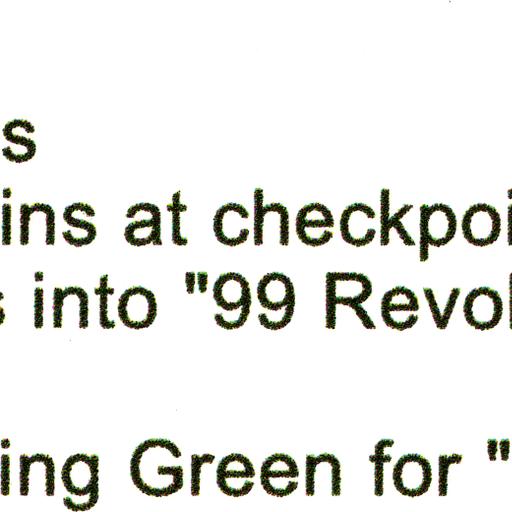 s
ins at checkpoi
s into "99 Revol
ing Green for "